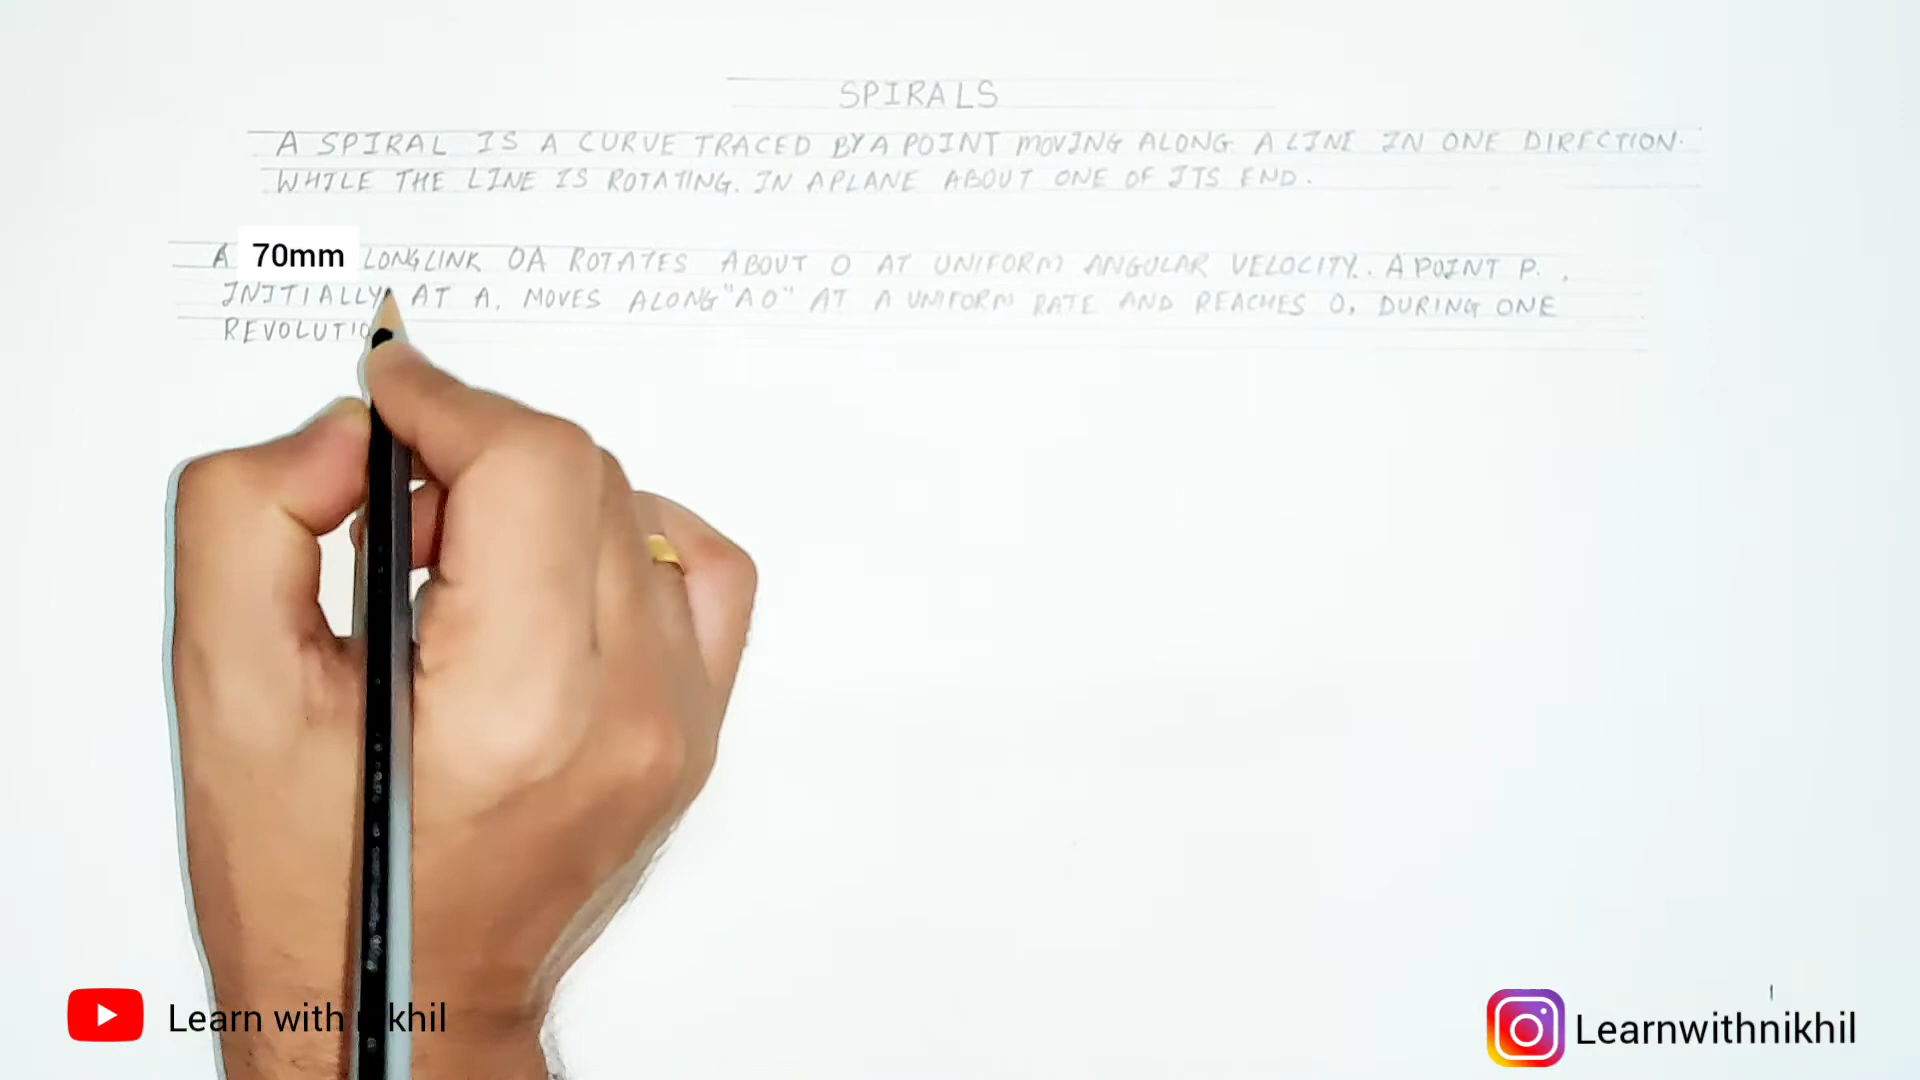 SPIRALS
A SPIRAL IS A CURVE TRACED BY A POINT MOVING ALONG A LINE IN ONE DIRECTION.
WHILE THE LINE IS ROTATING. IN A PLANE ABOUT ONE OF ITS END.
A 70mm LONG LINK OA ROTATES ABOUT O AT UNIFORM ANGULAR VELOCITY. A POINT P.,
INITIALLY AT A, MOVES ALONG "AO" AT A UNIFORM RATE AND REACHES O, DURING ONE
REVOLUTIO
Learn with nikhil
Learnwithnikhil